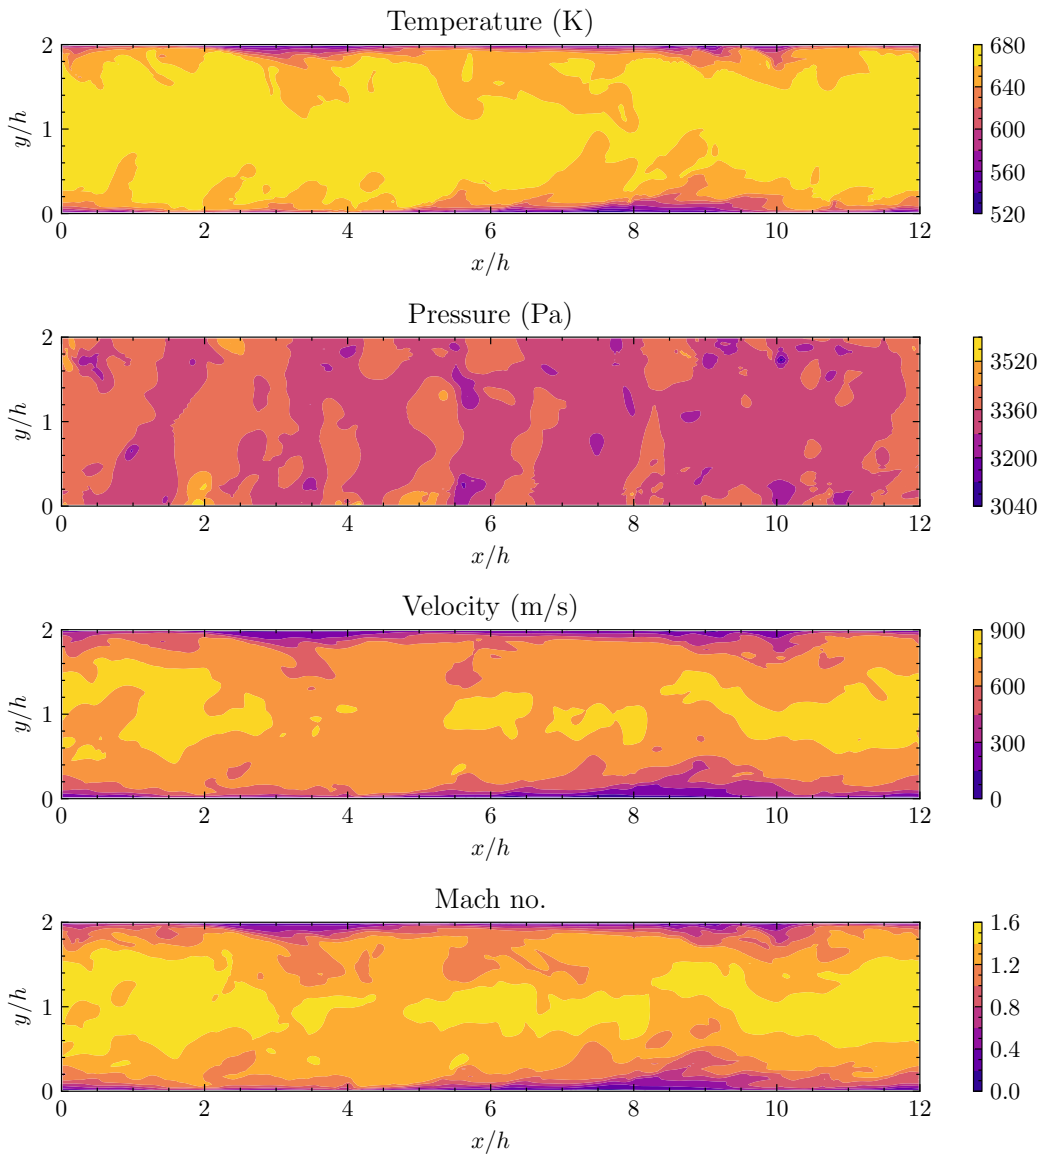 Temperature (K)
2
1
0
y/h
0 2 4 6 8 10 12
x/h
680
640
600
560
520
Pressure (Pa)
2
1
0
y/h
0 2 4 6 8 10 12
x/h
3520
3360
3200
3040
Velocity (m/s)
2
1
0
y/h
0 2 4 6 8 10 12
x/h
900
600
300
0
Mach no.
2
1
0
y/h
0 2 4 6 8 10 12
x/h
1.6
1.2
0.8
0.4
0.0